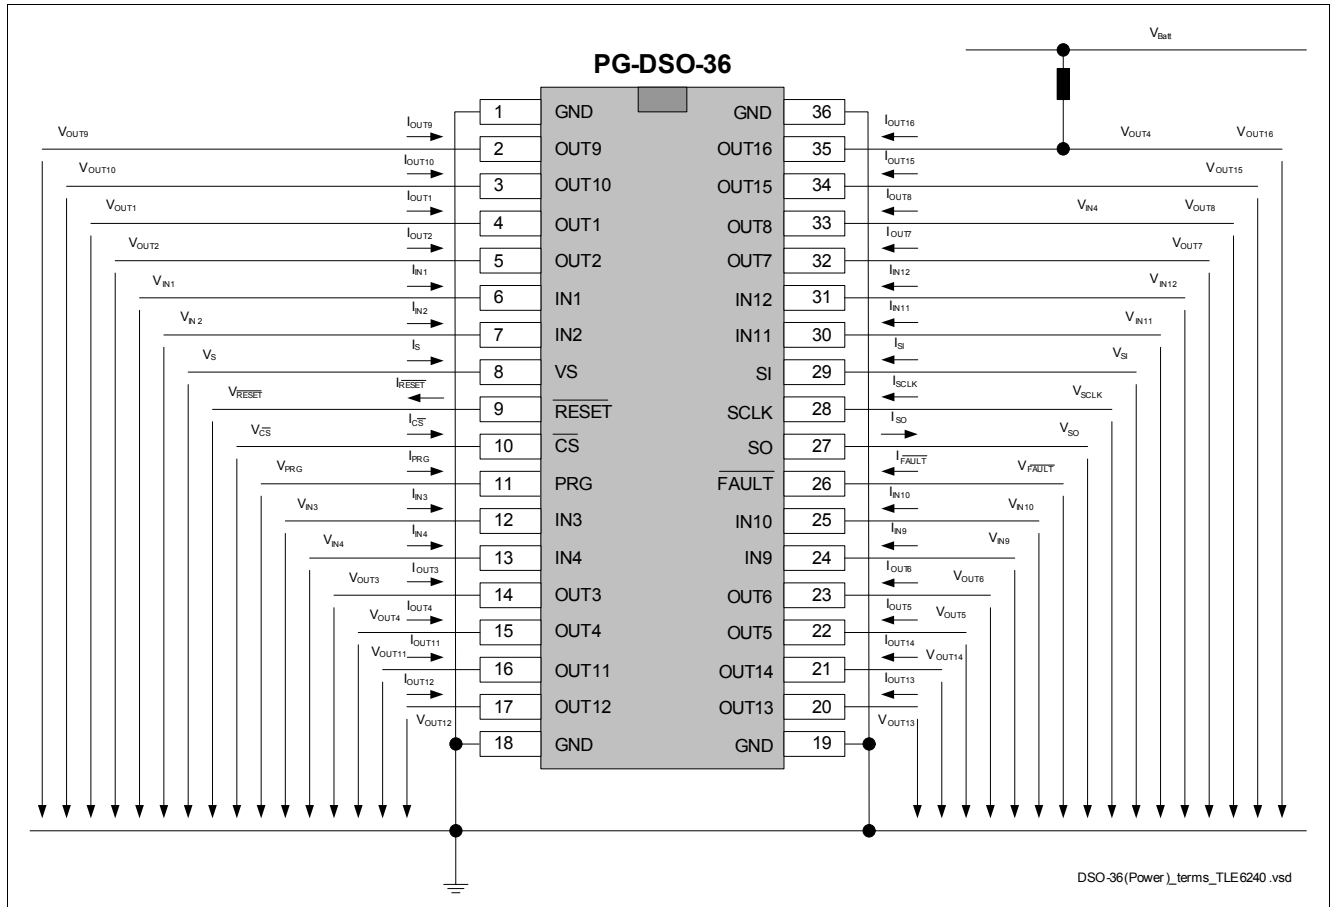 V_Batt
PG-DSO-36
1 GND GND 36
V_OUT9 I_OUT9 I_OUT16 V_OUT4 V_OUT16
2 OUT9 OUT16 35
V_OUT10 I_OUT10 I_OUT15 V_OUT15
3 OUT10 OUT15 34
V_OUT1 I_OUT1 I_OUT8 V_IN4 V_OUT8
4 OUT1 OUT8 33
V_OUT2 I_OUT2 I_OUT7 V_OUT7
5 OUT2 OUT7 32
V_IN1 I_IN1 I_IN12 V_IN12
6 IN1 IN12 31
V_IN2 I_IN2 I_IN11 V_IN11
7 IN2 IN11 30
V_S I_S I_SI V_SI
8 VS SI 29
V_RESET I_RESET I_SCLK V_SCLK
9 RESET SCLK 28
V_CS I_CS I_SO V_SO
10 CS SO 27
V_PRG I_PRG I_FAULT V_FAULT
11 PRG FAULT 26
V_IN3 I_IN3 I_IN10 V_IN10
12 IN3 IN10 25
V_IN4 I_IN4 I_IN9 V_IN9
13 IN4 IN9 24
V_OUT3 I_OUT3 I_OUT6 V_OUT6
14 OUT3 OUT6 23
V_OUT4 I_OUT4 I_OUT5 V_OUT5
15 OUT4 OUT5 22
V_OUT11 I_OUT11 I_OUT14 V_OUT14
16 OUT11 OUT14 21
I_OUT12 I_OUT13
17 OUT12 OUT13 20
V_OUT12 V_OUT13
18 GND GND 19
DSO-36(Power)_terms_TLE6240.vsd